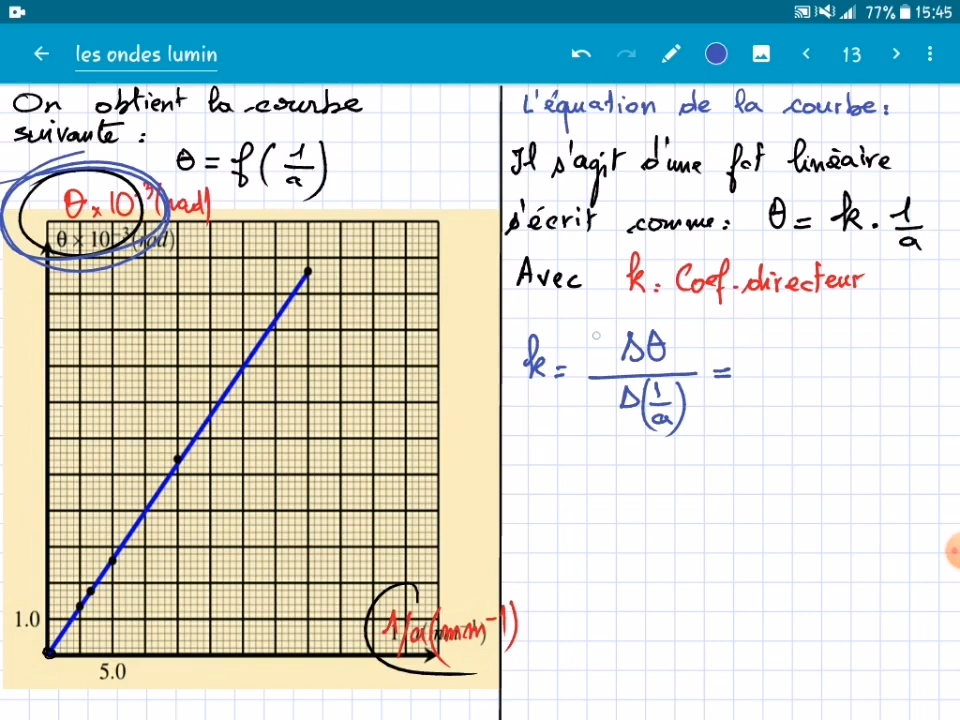 77% 15:45
les ondes lumin
13
On obtient la courbe
suivante :
θ = f(1/a)
θ × 10⁻³(rad)
θ × 10⁻³(rad)
1.0
5.0
1/a(mm⁻¹)
L'équation de la courbe :
Il s'agit d'une fct linéaire
s'écrit comme : θ = k . 1/a
Avec k : Coef. directeur
k = Δθ / Δ(1/a) =